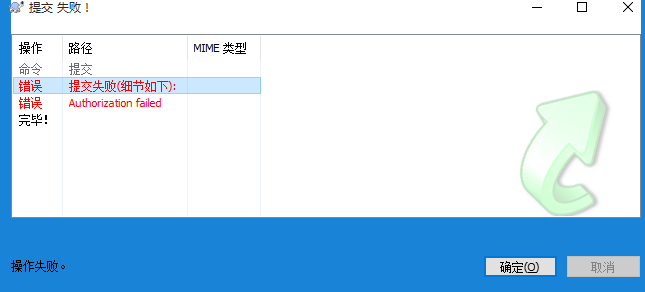 提交 失败！
操作 路径 MIME 类型
命令 提交
错误 提交失败(细节如下):
错误 Authorization failed
完毕!
操作失败。
确定(O) 取消